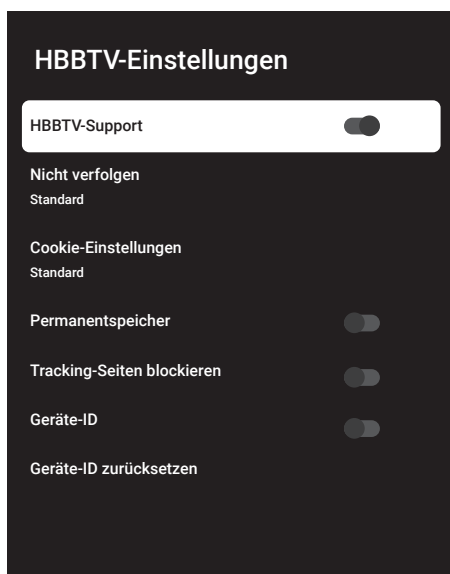 HBBTV-Einstellungen
HBBTV-Support
Nicht verfolgen
Standard
Cookie-Einstellungen
Standard
Permanentspeicher
Tracking-Seiten blockieren
Geräte-ID
Geräte-ID zurücksetzen